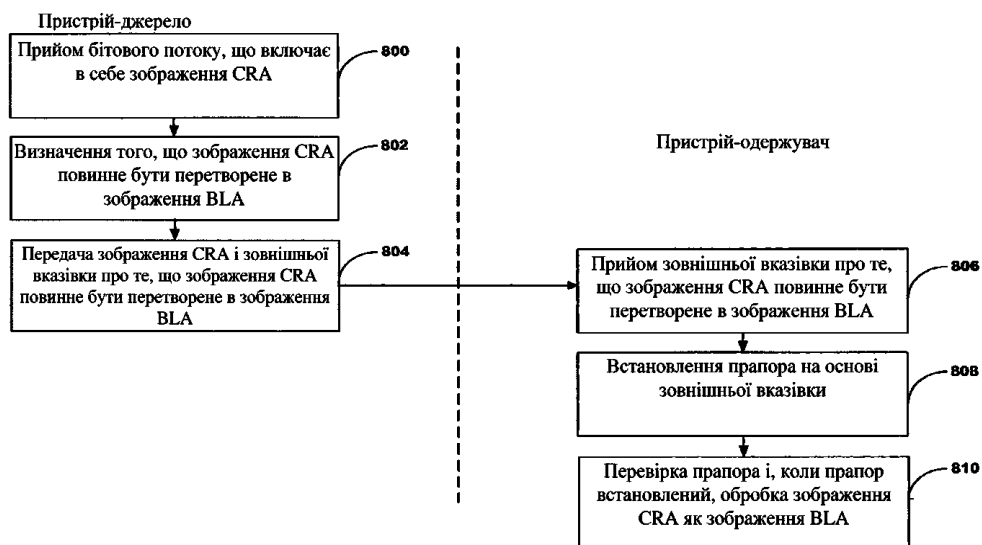 Пристрій-джерело
Прийом бітового потоку, що включає
в себе зображення CRA
800
Визначення того, що зображення CRA
повинне бути перетворене в
зображення BLA
802
Передача зображення CRA і зовнішньої
вказівки про те, що зображення CRA
повинне бути перетворене в зображення
BLA
804
Пристрій-одержувач
Прийом зовнішньої вказівки про те,
що зображення CRA повинне бути
перетворене в зображення BLA
806
Встановлення прапора на основі
зовнішньої вказівки
808
Перевірка прапора і, коли прапор
встановлений, обробка зображення
CRA як зображення BLA
810